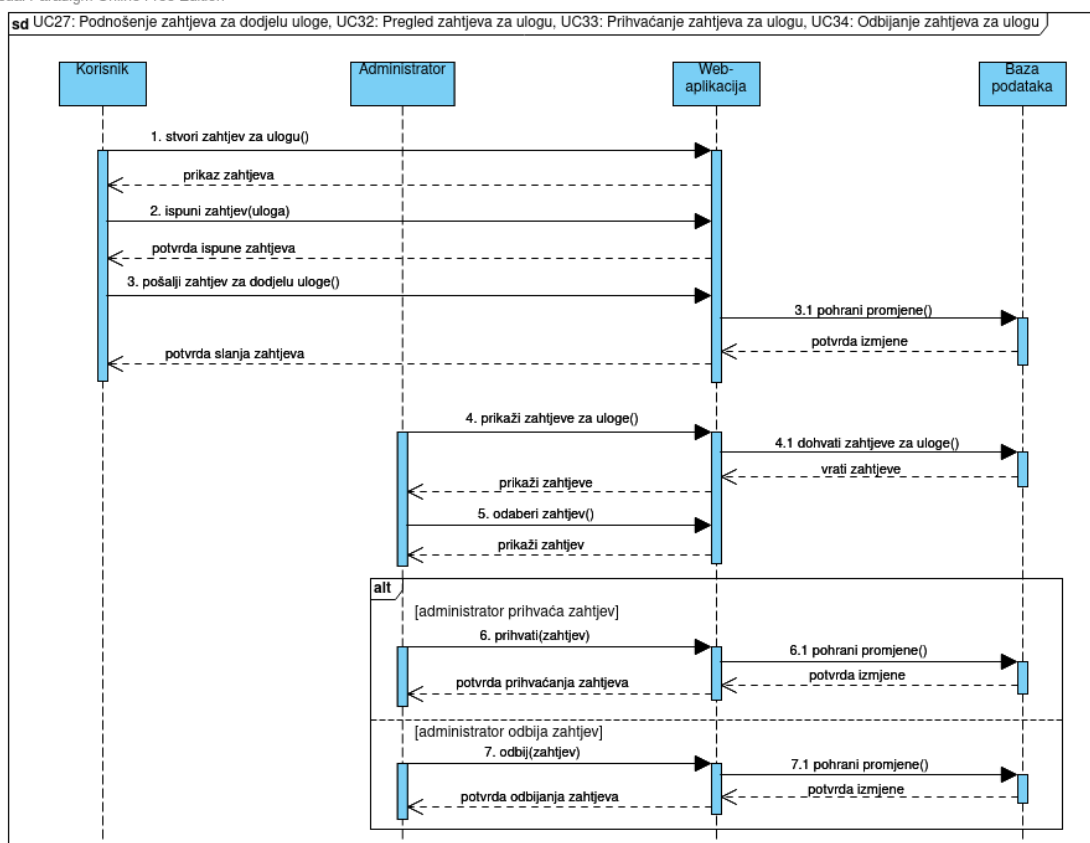 Paradigm Online Free Edition
sd UC27: Podnošenje zahtjeva za dodjelu uloge, UC32: Pregled zahtjeva za ulogu, UC33: Prihvaćanje zahtjeva za ulogu, UC34: Odbijanje zahtjeva za ulogu
Korisnik
Administrator
Web-
aplikacija
Baza
podataka
1. stvori zahtjev za ulogu()
prikaz zahtjeva
2. ispuni zahtjev(uloga)
potvrda ispune zahtjeva
3. pošalji zahtjev za dodjelu uloge()
3.1 pohrani promjene()
potvrda izmjene
potvrda slanja zahtjeva
4. prikaži zahtjeve za uloge()
4.1 dohvati zahtjeve za uloge()
vrati zahtjeve
prikaži zahtjeve
5. odaberi zahtjev()
prikaži zahtjev
alt
[administrator prihvaća zahtjev]
6. prihvati(zahtjev)
6.1 pohrani promjene()
potvrda izmjene
potvrda prihvaćanja zahtjeva
[administrator odbija zahtjev]
7. odbij(zahtjev)
7.1 pohrani promjene()
potvrda izmjene
potvrda odbijanja zahtjeva